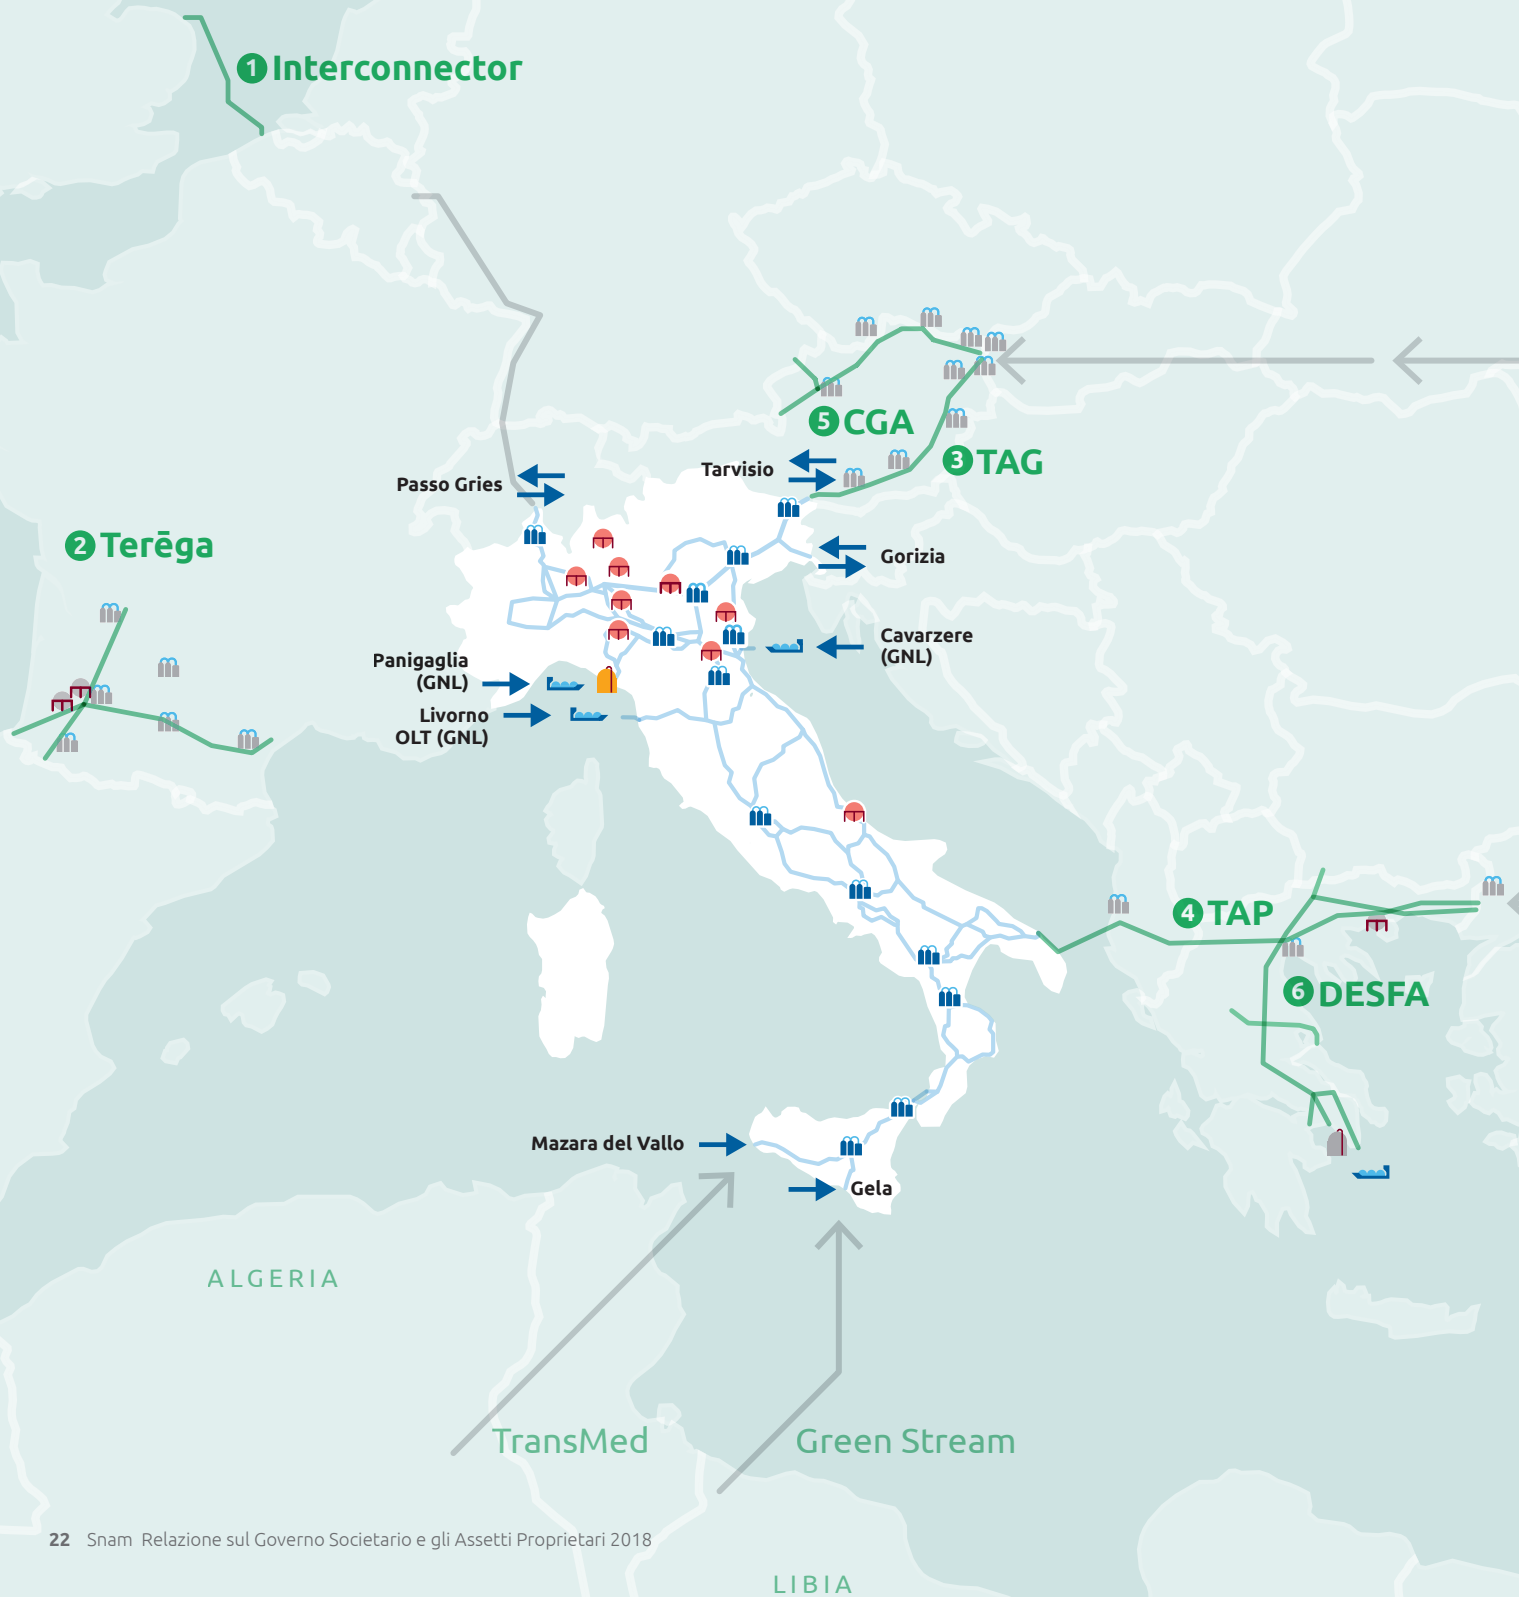 1 Interconnector
5 CGA
3 TAG
Tarvisio
Passo Gries
2 Terēga
Gorizia
Cavarzere
(GNL)
Panigaglia
(GNL)
Livorno
OLT (GNL)
4 TAP
6 DESFA
Mazara del Vallo
Gela
ALGERIA
TransMed
Green Stream
22 Snam Relazione sul Governo Societario e gli Assetti Proprietari 2018
LIBIA